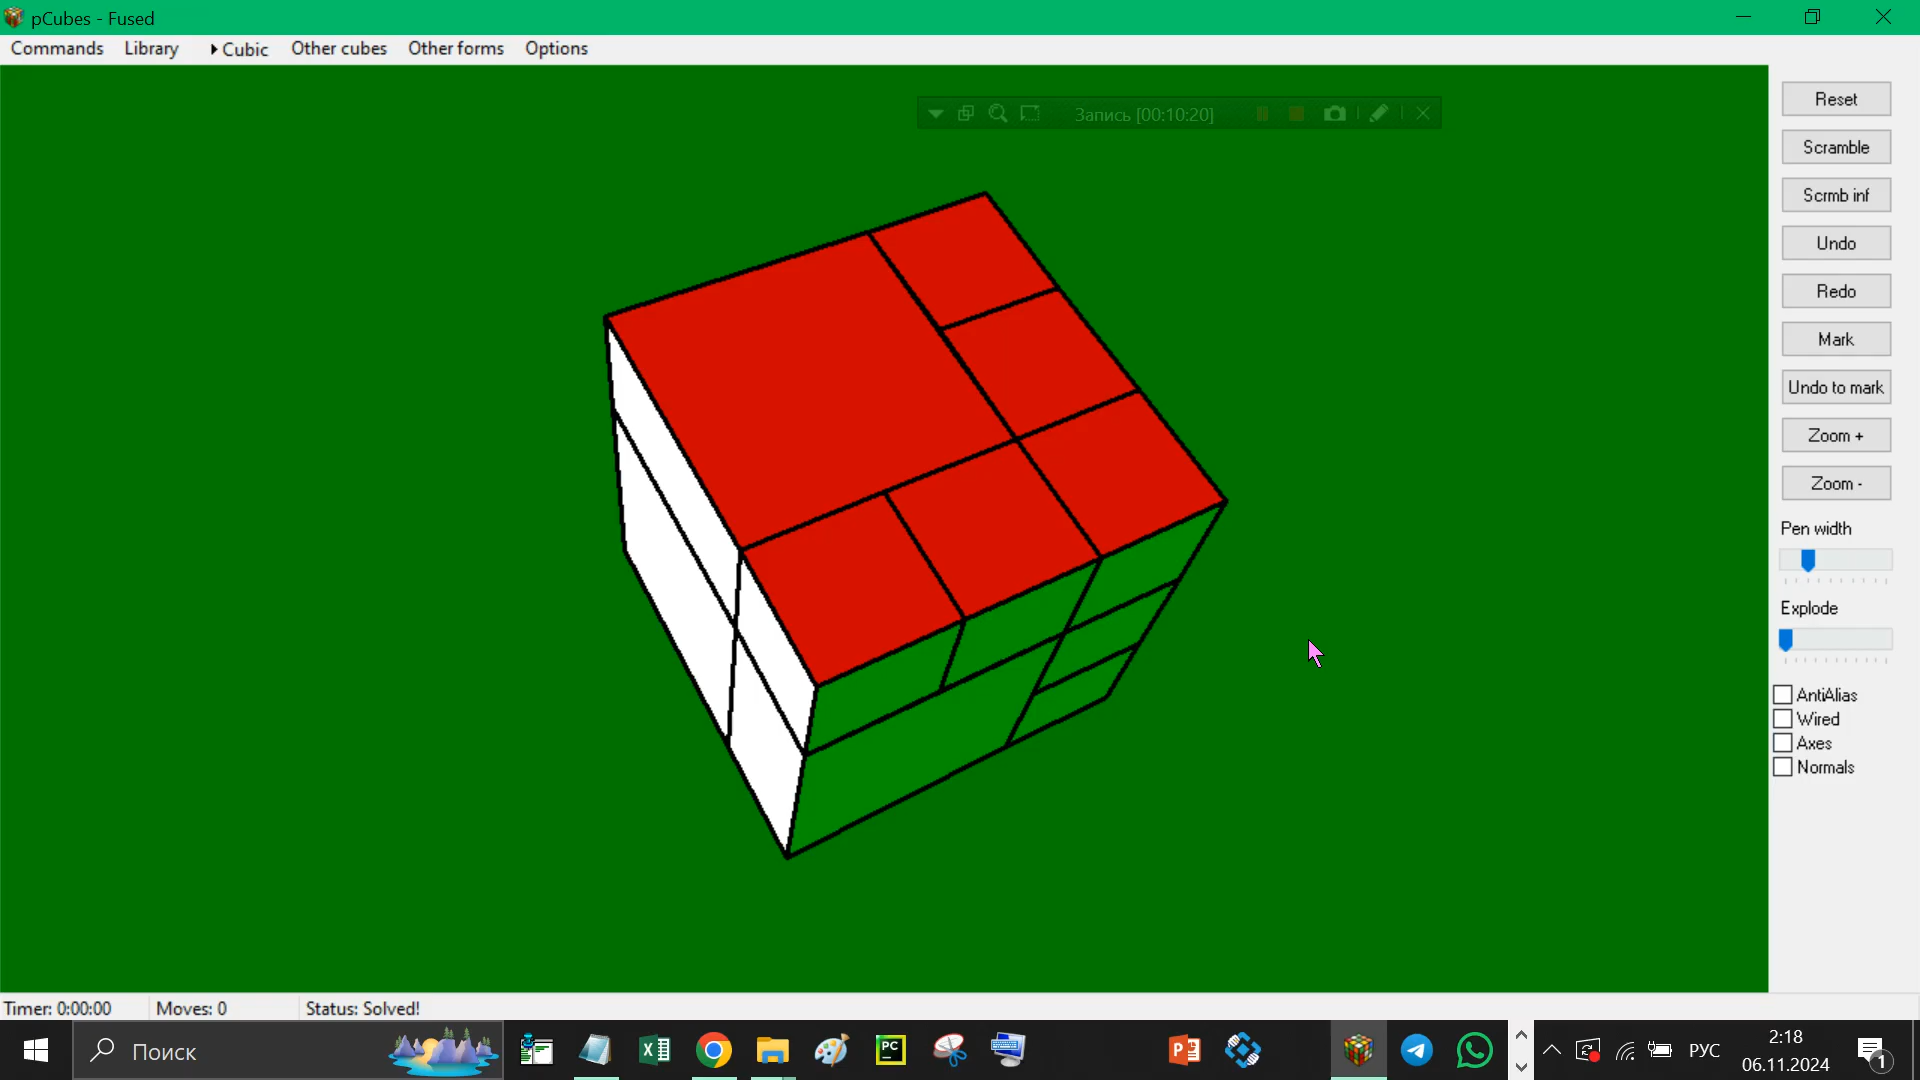 pCubes - Fused
Commands Library Cubic Other cubes Other forms Options
Запись [00:10:20]
Reset
Scramble
Scrmb inf
Undo
Redo
Mark
Undo to mark
Zoom +
Zoom -
Pen width
Explode
AntiAlias
Wired
Axes
Normals
Timer: 0:00:00 Moves: 0 Status: Solved!
Поиск
PC
P
РУС
2:18
06.11.2024
1